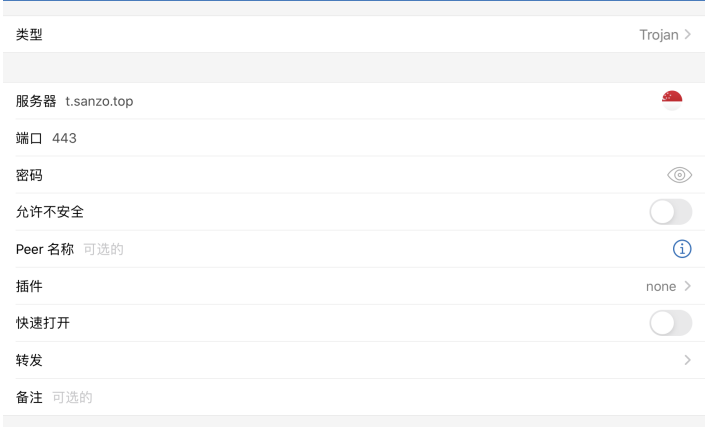 类型 Trojan
服务器 t.sanzo.top
端口 443
密码
允许不安全
Peer 名称 可选的
插件 none
快速打开
转发
备注 可选的